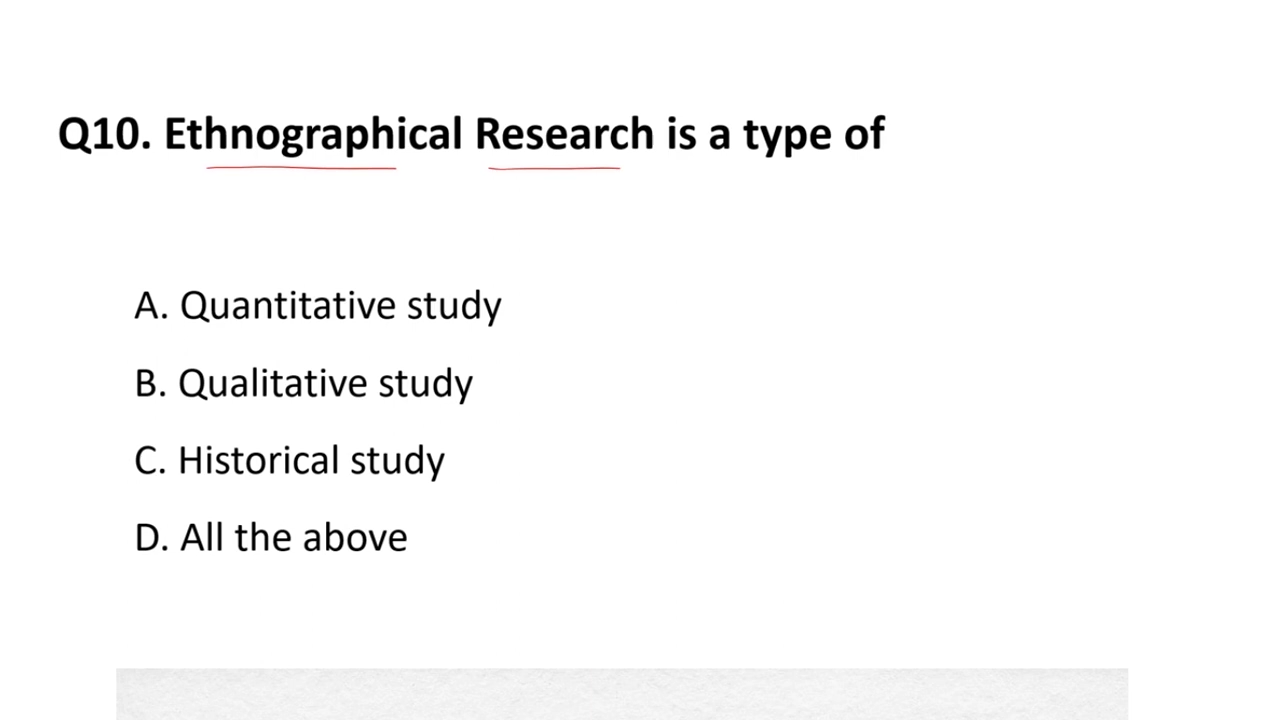 Q10. Ethnographical Research is a type of
A. Quantitative study
B. Qualitative study
C. Historical study
D. All the above